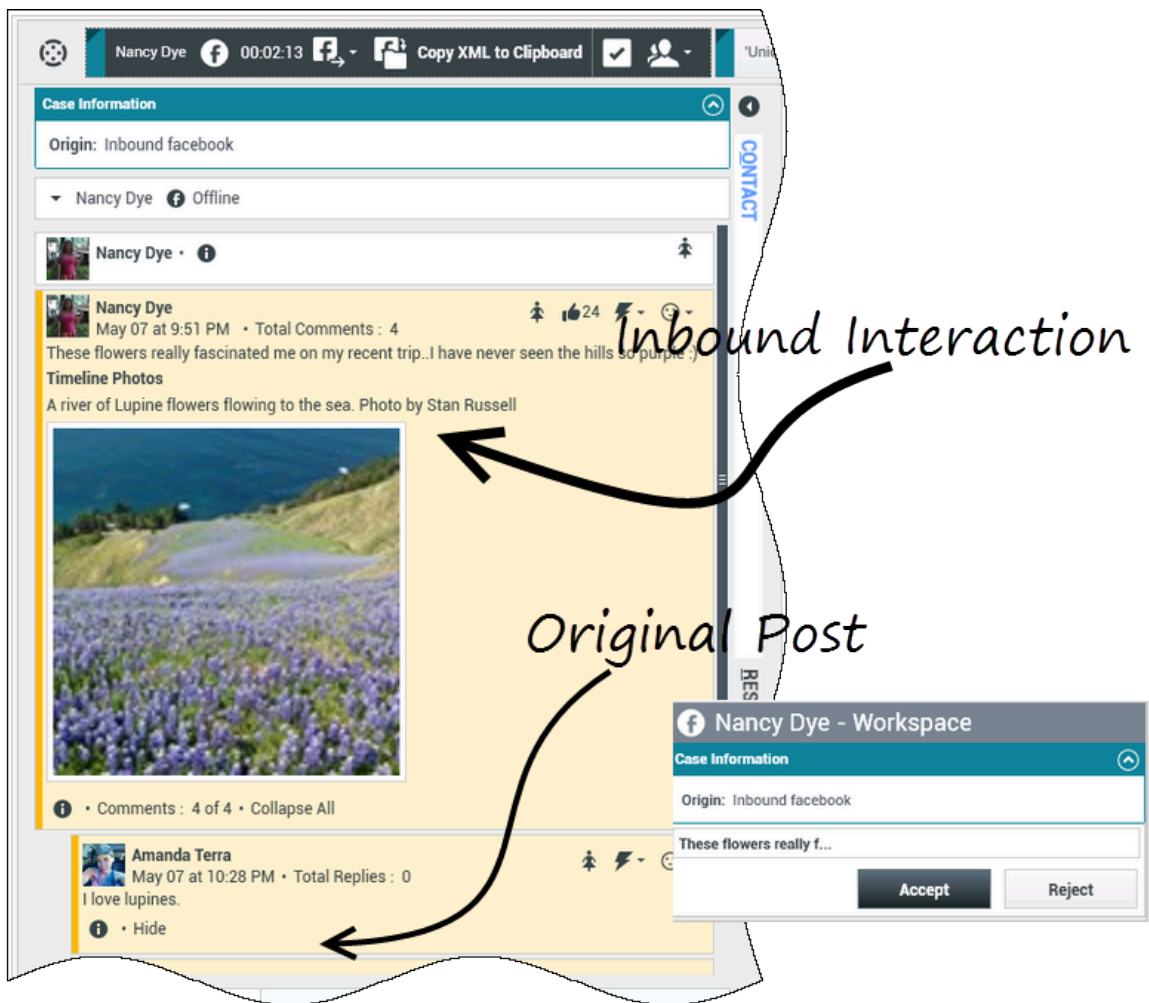 Nancy Dye 00:02:13 Copy XML to Clipboard 'Unic
Case Information
Origin: Inbound facebook
CONTACT
Nancy Dye Offline
Nancy Dye •
Nancy Dye
May 07 at 9:51 PM • Total Comments : 4
24
These flowers really fascinated me on my recent trip..I have never seen the hills so purple :)
Inbound Interaction
Timeline Photos
A river of Lupine flowers flowing to the sea. Photo by Stan Russell
Original Post
RES
• Comments : 4 of 4 • Collapse All
Amanda Terra
May 07 at 10:28 PM • Total Replies : 0
I love lupines.
• Hide
Nancy Dye - Workspace
Case Information
Origin: Inbound facebook
These flowers really f...
Accept Reject